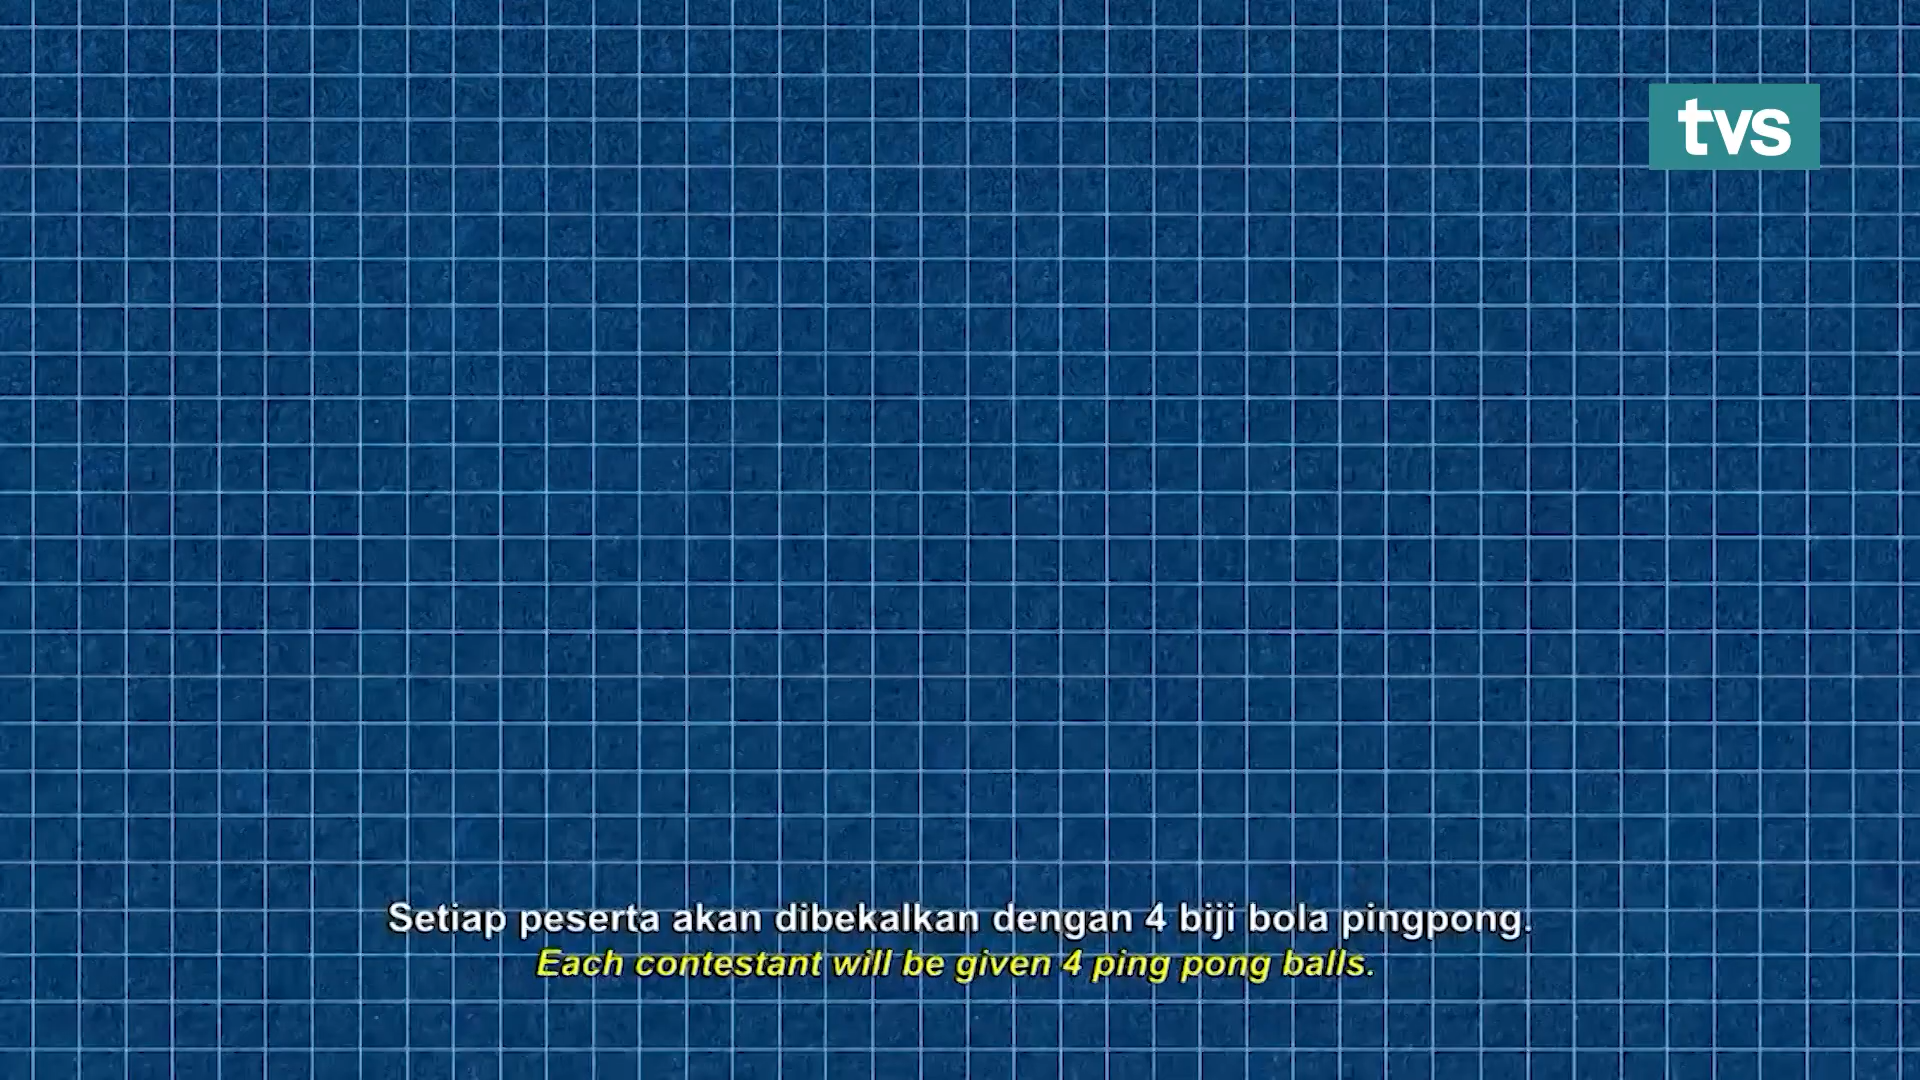 tvs
Setiap peserta akan dibekalkan dengan 4 biji bola pingpong.
Each contestant will be given 4 ping pong balls.